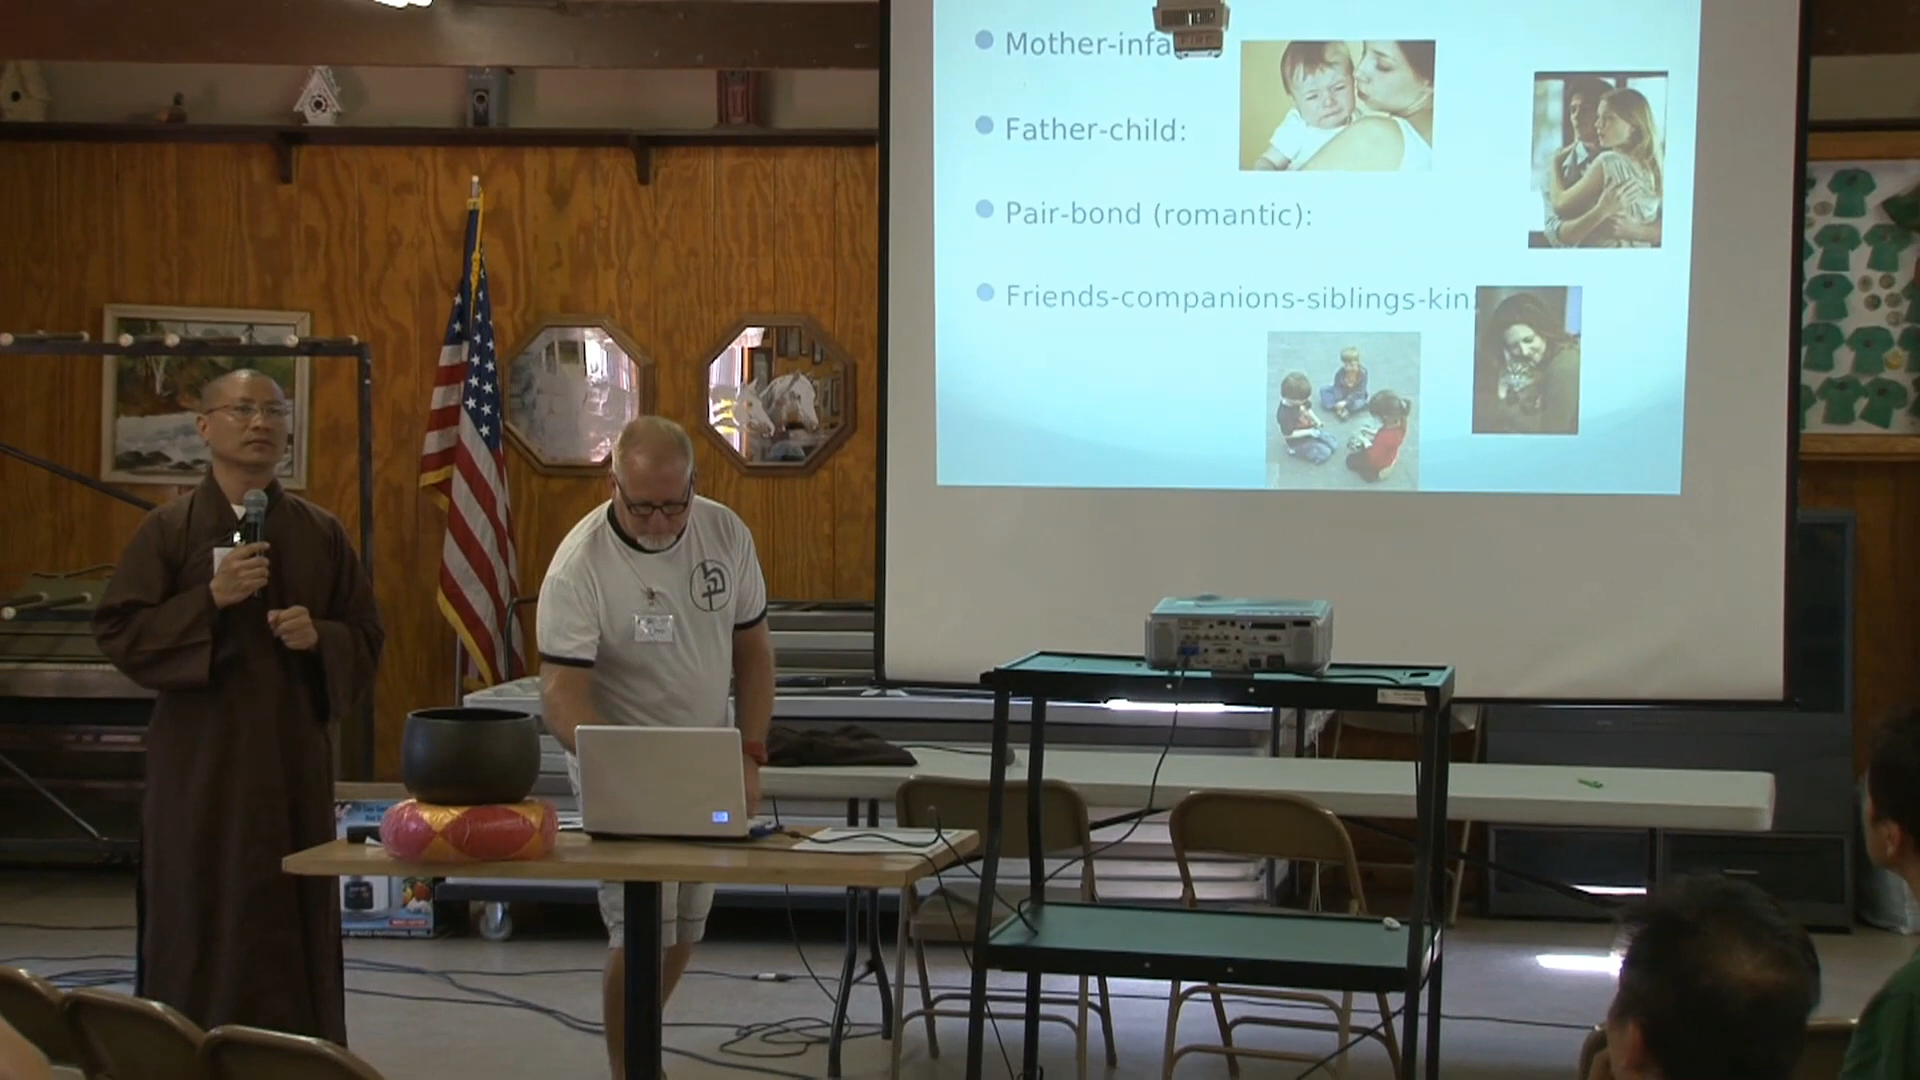 Mother-infa
Father-child:
Pair-bond (romantic):
Friends-companions-siblings-kin: